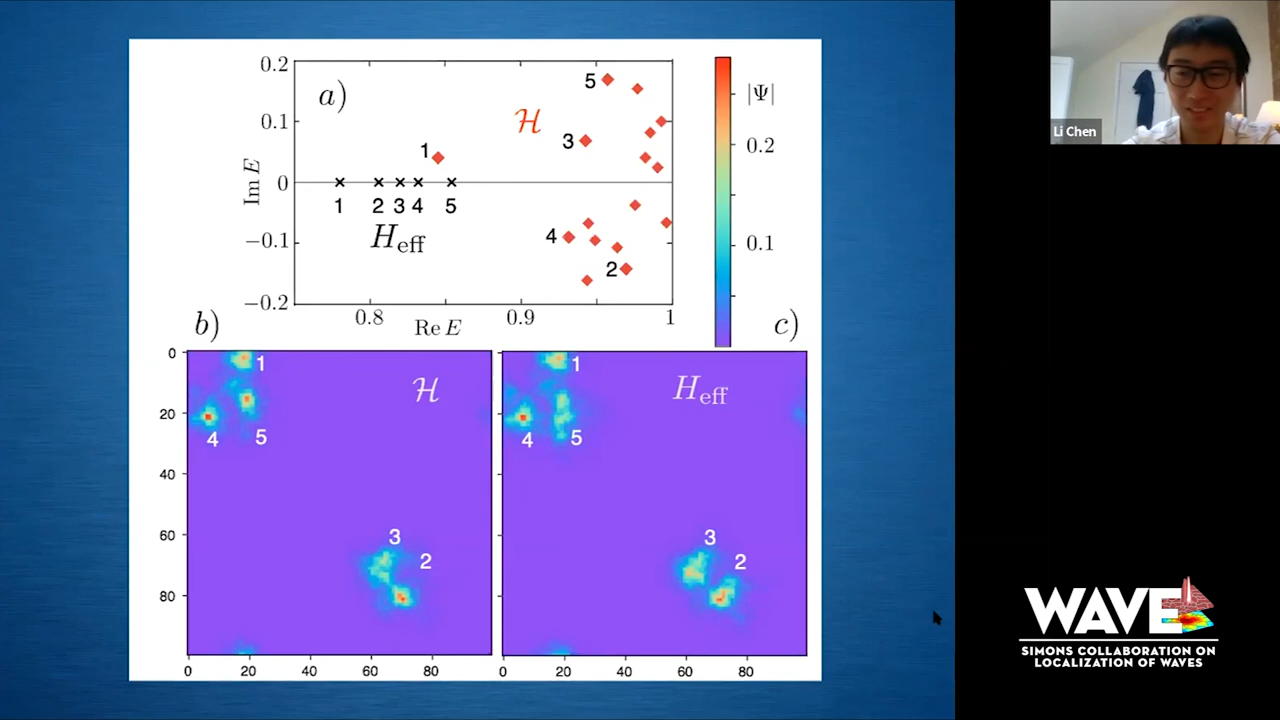 a)
0.2
0.1
0
−0.1
−0.2
Im E
0.8
0.9
1
Re E
ℋ
1
2
3
4
5
1 2 3 4 5
H_eff
|Ψ|
0.2
0.1
b)
ℋ
1
4
5
3
2
0
20
40
60
80
0 20 40 60 80
c)
H_eff
1
4
5
3
2
0 20 40 60 80
Li Chen
WAVE
SIMONS COLLABORATION ON
LOCALIZATION OF WAVES